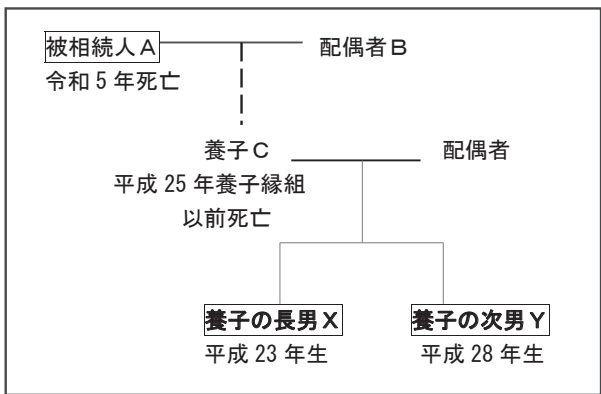 被相続人A 配偶者B
令和5年死亡
養子C 配偶者
平成25年養子縁組
以前死亡
養子の長男X 養子の次男Y
平成23年生 平成28年生